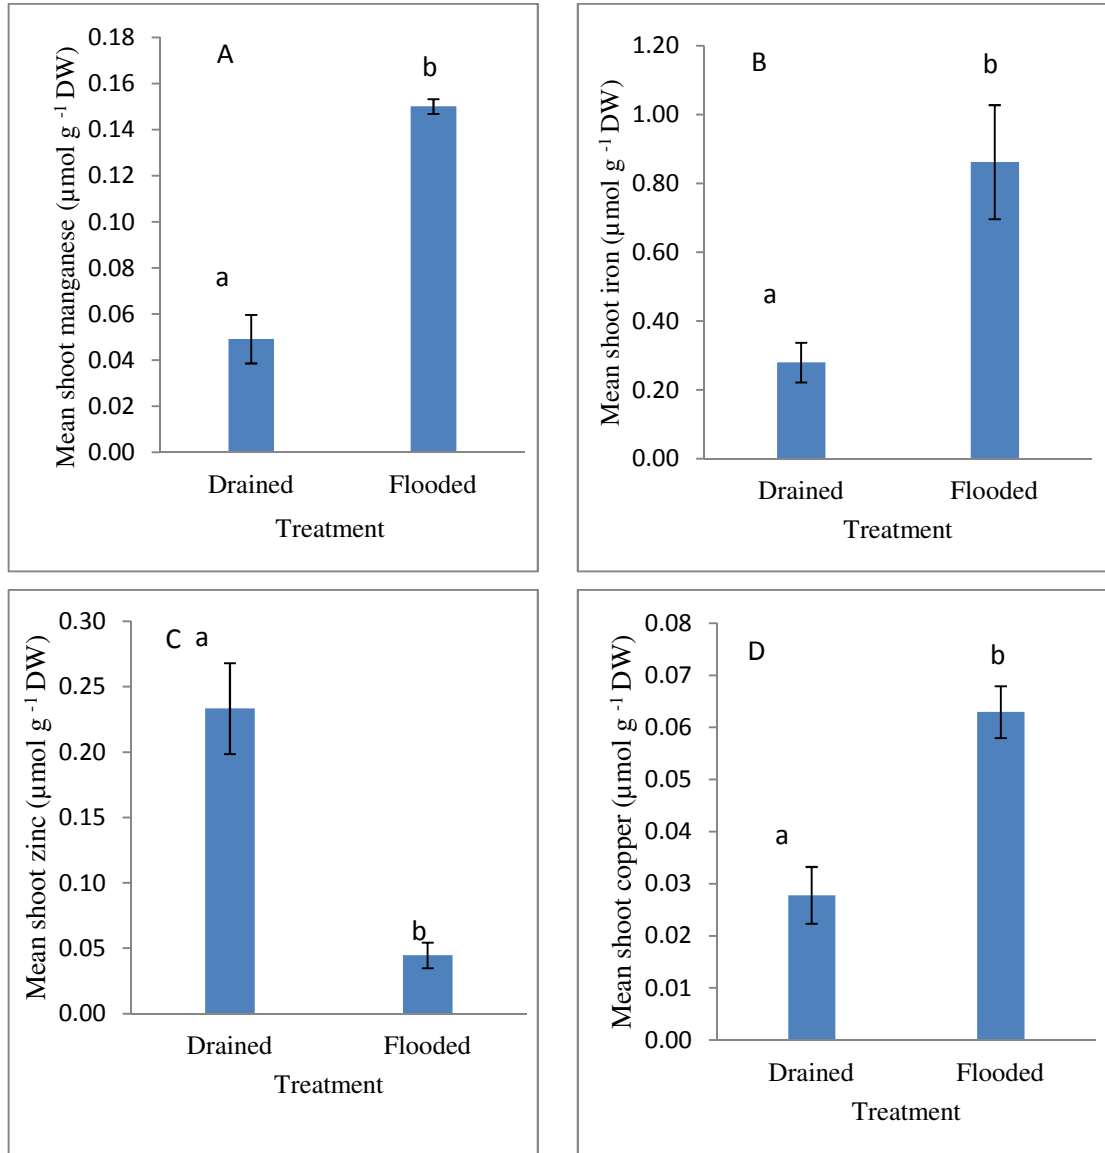 A
Mean shoot manganese (µmol g -1 DW)
0.18
0.16
0.14
0.12
0.10
0.08
0.06
0.04
0.02
0.00
a
b
Drained Flooded
Treatment
B
Mean shoot iron (µmol g -1 DW)
1.20
1.00
0.80
0.60
0.40
0.20
0.00
a
b
Drained Flooded
Treatment
C
Mean shoot zinc (µmol g -1 DW)
0.30
0.25
0.20
0.15
0.10
0.05
0.00
a
b
Drained Flooded
Treatment
D
Mean shoot copper (µmol g -1 DW)
0.08
0.07
0.06
0.05
0.04
0.03
0.02
0.01
0.00
a
b
Drained Flooded
Treatment